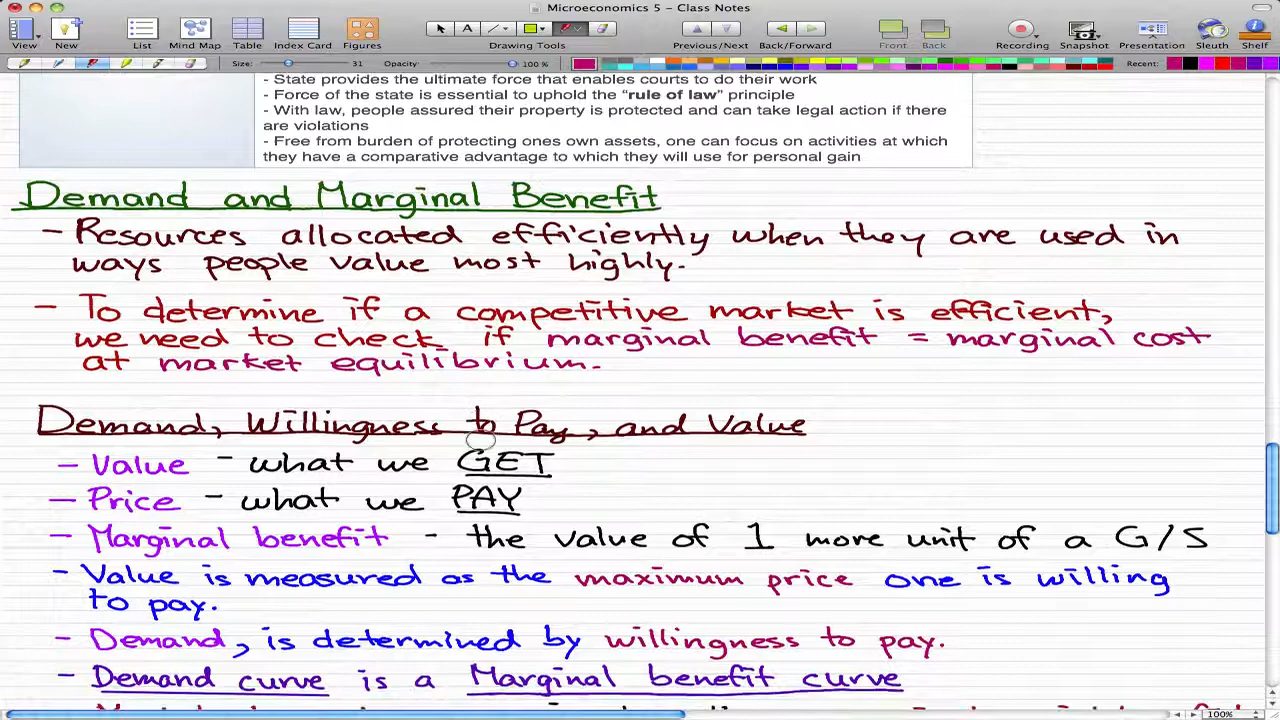 Microeconomics 5 - Class Notes
View New List Mind Map Table Index Card Figures Drawing Tools Previous/Next Back/Forward Front Back Recording Snapshot Presentation Sleuth Shelf
Size: 31 Opacity: 100 % Recent:
- State provides the ultimate force that enables courts to do their work
- Force of the state is essential to uphold the "rule of law" principle
- With law, people assured their property is protected and can take legal action if there
are violations
- Free from burden of protecting ones own assets, one can focus on activities at which
they have a comparative advantage to which they will use for personal gain
Demand and Marginal Benefit
- Resources allocated efficiently when they are used in
ways people value most highly.
- To determine if a competitive market is efficient,
we need to check if marginal benefit = marginal cost
at market equilibrium.
Demand, Willingness to Pay, and Value
- Value - what we GET
- Price - what we PAY
- Marginal benefit - the value of 1 more unit of a G/S
- Value is measured as the maximum price one is willing
to pay.
- Demand, is determined by willingness to pay.
- Demand curve is a Marginal benefit curve
100%